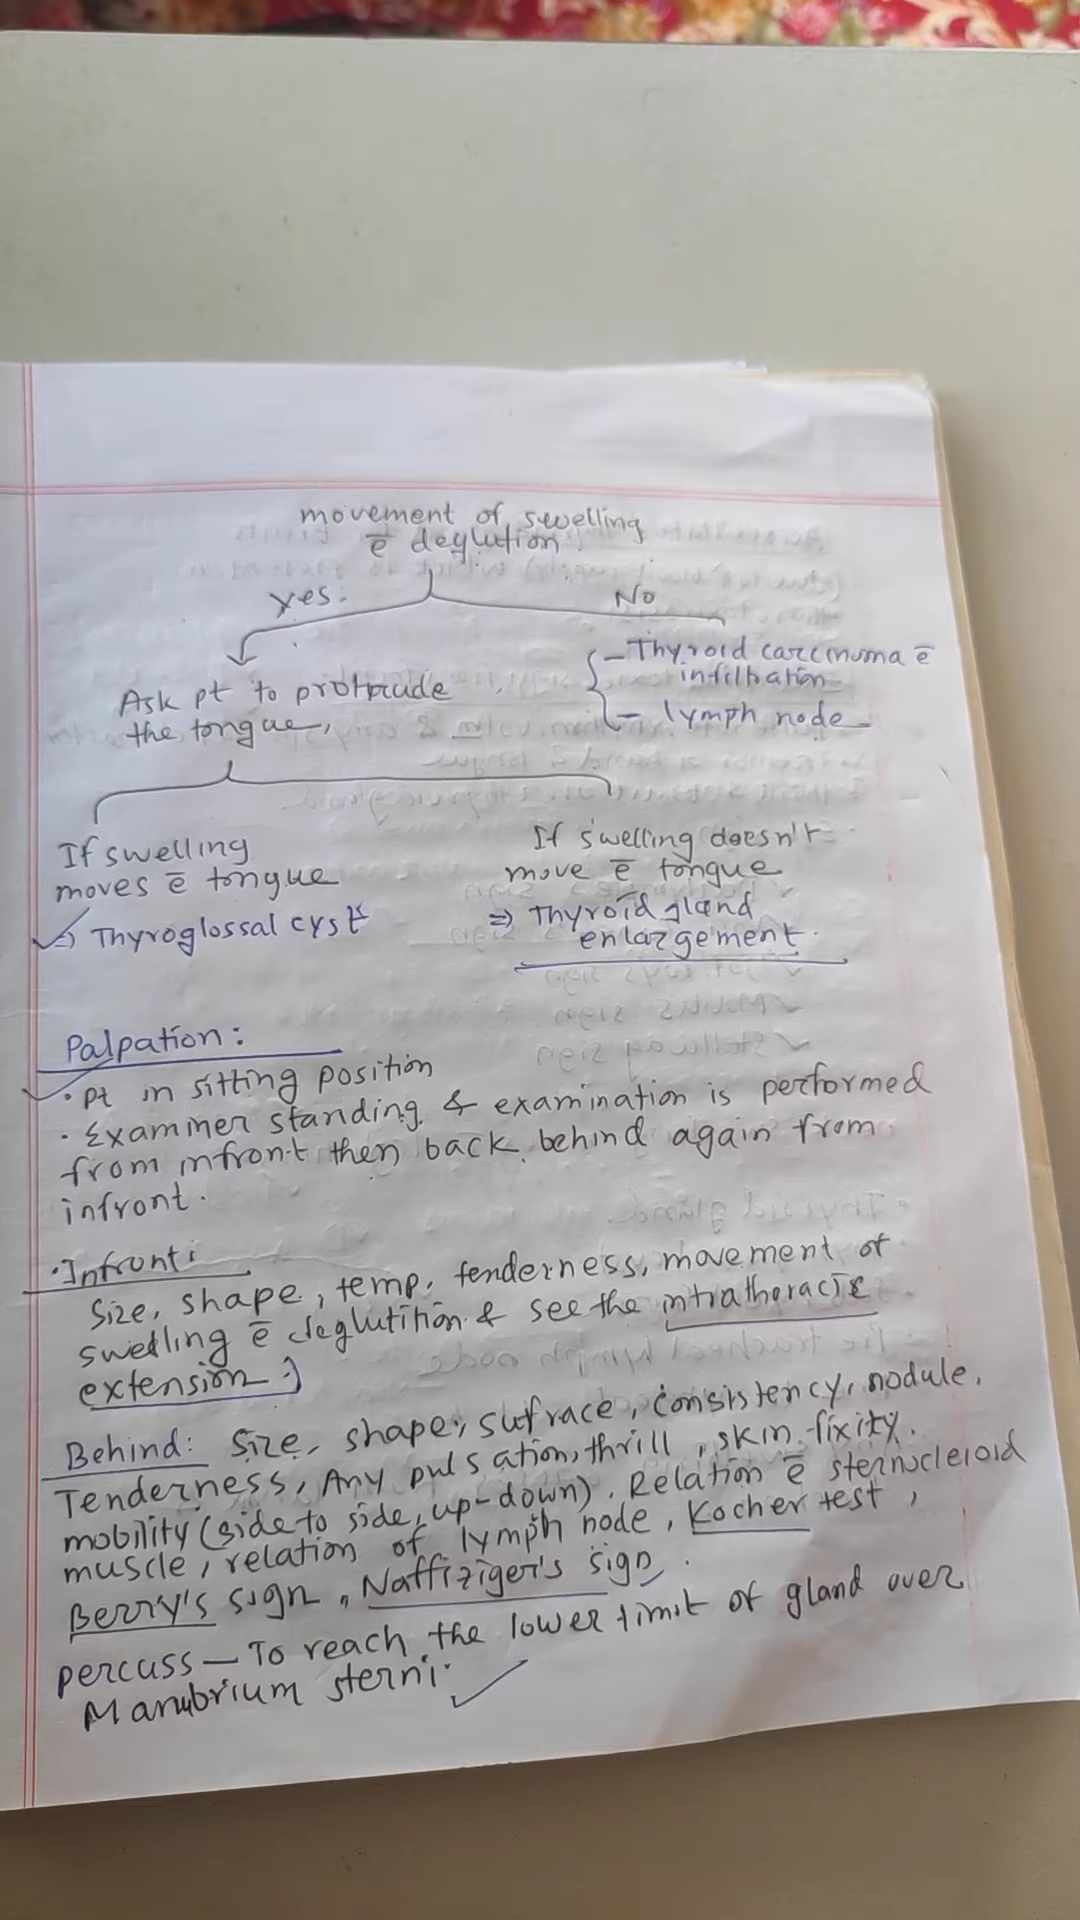 movement of swelling
ē deglution
yes.
No
Ask pt to protrude
the tongue,
- Thyroid carcinoma ē
infiltration
- lymph node
If swelling
moves ē tongue
=> Thyroglossal cyst
If swelling doesn't
move ē tongue
=> Thyroid gland
enlargement.
Palpation:
• Pt in sitting position
• Examiner standing & examination is performed
from infront then back behind again from
infront.
• Infront:
Size, shape, temp, tenderness, movement of
swelling ē deglutition & see the intrathoracic
extension.
Behind: Size, shape, sufrace, consistency, nodule,
Tenderness, Any pulsation, thrill, skin fixity.
mobility (side to side, up-down). Relation ē sternocleioid
muscle, relation of lymph node, Kocher test,
Berry's sign, Naffiziger's sign.
percuss - To reach the lower limit of gland over
Manubrium sterni.